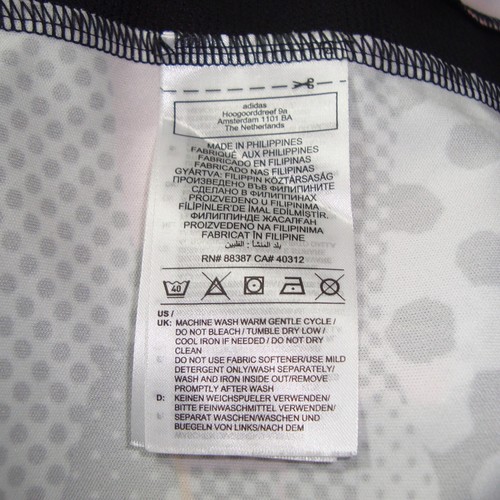 adidas
Hoogoorddreef 9a
Amsterdam 1101 BA
The Netherlands
MADE IN PHILIPPINES
FABRIQUÉ AUX PHILIPPINES
FABRICADO EN FILIPINAS
FABRICADO NAS FILIPINAS
GYÁRTVA: FILIPPIN KÖZTÁRSASÁG
ПРОИЗВЕДЕНО ВЪВ ФИЛИПИНИТЕ
СДЕЛАНО В ФИЛИППИНАХ
PROIZVEDENO U FILIPINIMA
FİLİPİNLER'DE İMAL EDİLMİŞTİR.
ФИЛИППИНДЕ ЖАСАЛҒАН
PROIZVEDENO NA FILIPINIMA
FABRICAT ÎN FILIPINE
بلد المنشأ : الفلبين
RN# 88387 CA# 40312
40
US /
UK: MACHINE WASH WARM GENTLE CYCLE /
DO NOT BLEACH / TUMBLE DRY LOW /
COOL IRON IF NEEDED / DO NOT DRY
CLEAN
DO NOT USE FABRIC SOFTENER/USE MILD
DETERGENT ONLY/WASH SEPARATELY/
WASH AND IRON INSIDE OUT/REMOVE
PROMPTLY AFTER WASH
D: KEINEN WEICHSPUELER VERWENDEN/
BITTE FEINWASCHMITTEL VERWENDEN/
SEPARAT WASCHEN/WASCHEN UND
BUEGELN VON LINKS/NACH DEM